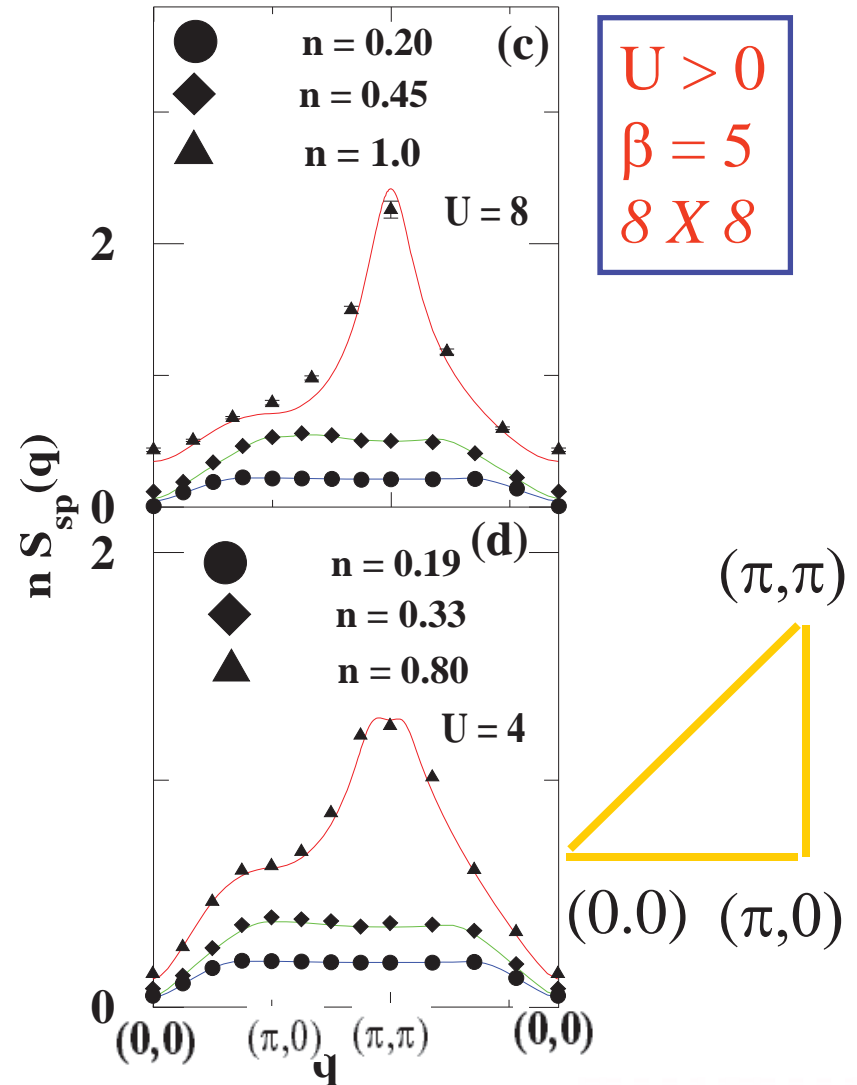 n = 0.20 (c)
n = 0.45
n = 1.0
U = 8
2
0
n S_sp(q)
2
(d)
n = 0.19
n = 0.33
n = 0.80
U = 4
0
(0,0) (π,0) (π,π) (0,0)
q
U > 0
β = 5
8 X 8
(π,π)
(0.0) (π,0)